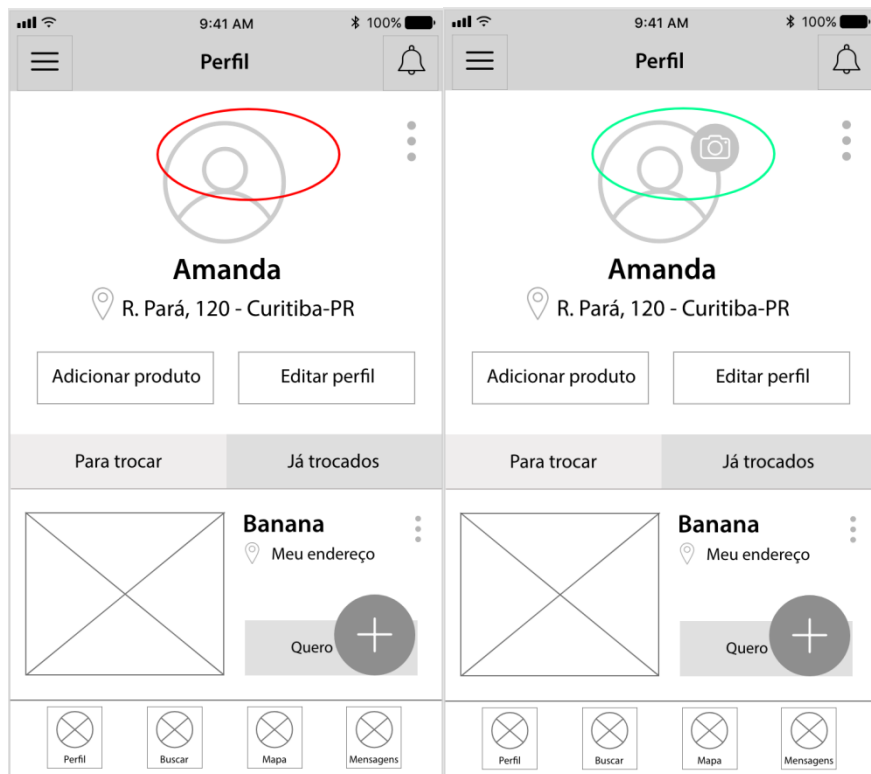 9:41 AM 100%
Perfil
Amanda
R. Pará, 120 - Curitiba-PR
Adicionar produto Editar perfil
Para trocar Já trocados
Banana
Meu endereço
Quero
Perfil Buscar Mapa Mensagens
9:41 AM 100%
Perfil
Amanda
R. Pará, 120 - Curitiba-PR
Adicionar produto Editar perfil
Para trocar Já trocados
Banana
Meu endereço
Quero
Perfil Buscar Mapa Mensagens